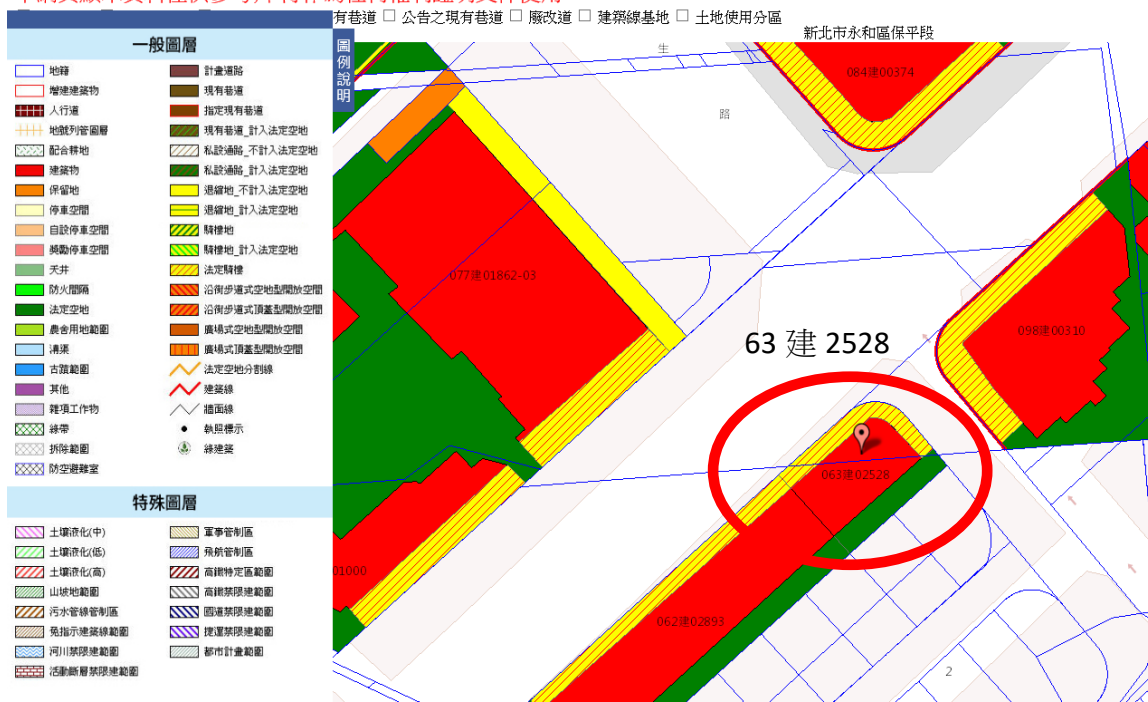 有巷道 □ 公告之現有巷道 □ 廢改道 □ 建築線基地 □ 土地使用分區
新北市永和區保平段
一般圖層
圖例說明
地籍
計畫道路
增建建築物
現有巷道
人行道
指定現有巷道
地號列管圖層
現有巷道_計入法定空地
配合耕地
私設通路_不計入法定空地
建築物
私設通路_計入法定空地
保留地
退縮地_不計入法定空地
停車空間
退縮地_計入法定空地
自設停車空間
騎樓地
獎勵停車空間
騎樓地_計入法定空地
天井
法定騎樓
防火間隔
沿街步道式空地型開放空間
法定空地
沿街步道式頂蓋型開放空間
農舍用地範圍
廣場式空地型開放空間
溝渠
廣場式頂蓋型開放空間
古蹟範圍
法定空地分割線
其他
建築線
雜項工作物
牆面線
綠帶
執照標示
拆除範圍
綠建築
防空避難室
特殊圖層
土壤液化(中)
軍事管制區
土壤液化(低)
飛航管制區
土壤液化(高)
高鐵特定區範圍
山坡地範圍
高鐵禁限建範圍
污水管線管制區
國道禁限建範圍
免指示建築線範圍
捷運禁限建範圍
河川禁限建範圍
都市計畫範圍
活動斷層禁限建範圍
生
路
084建00374
077建01862-03
098建00310
63 建 2528
063建02528
01000
062建02893
2